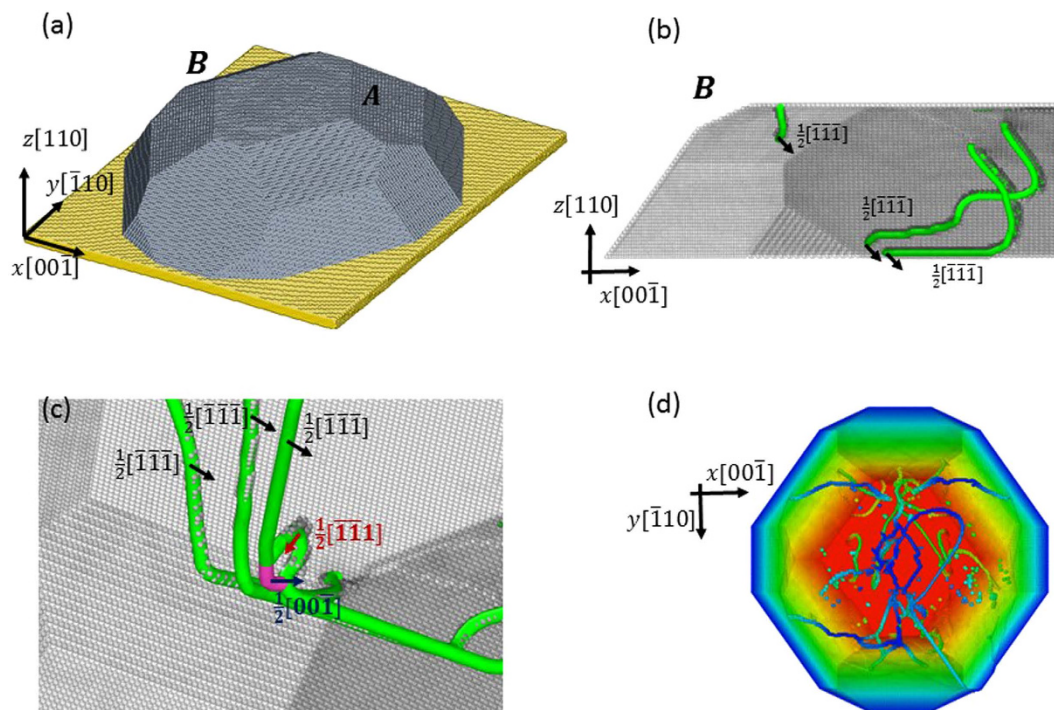 (a)
B
A
z[110]
y[1̅10]
x[001̅]
(b)
B
½[1̅1̅1̅]
½[1̅1̅1̅]
½[1̅1̅1̅]
z[110]
x[001̅]
(c)
½[1̅1̅1̅]
½[1̅1̅1̅]
½[1̅1̅1̅]
½[1̅1̅1]
½[001̅]
(d)
x[001̅]
y[1̅10]